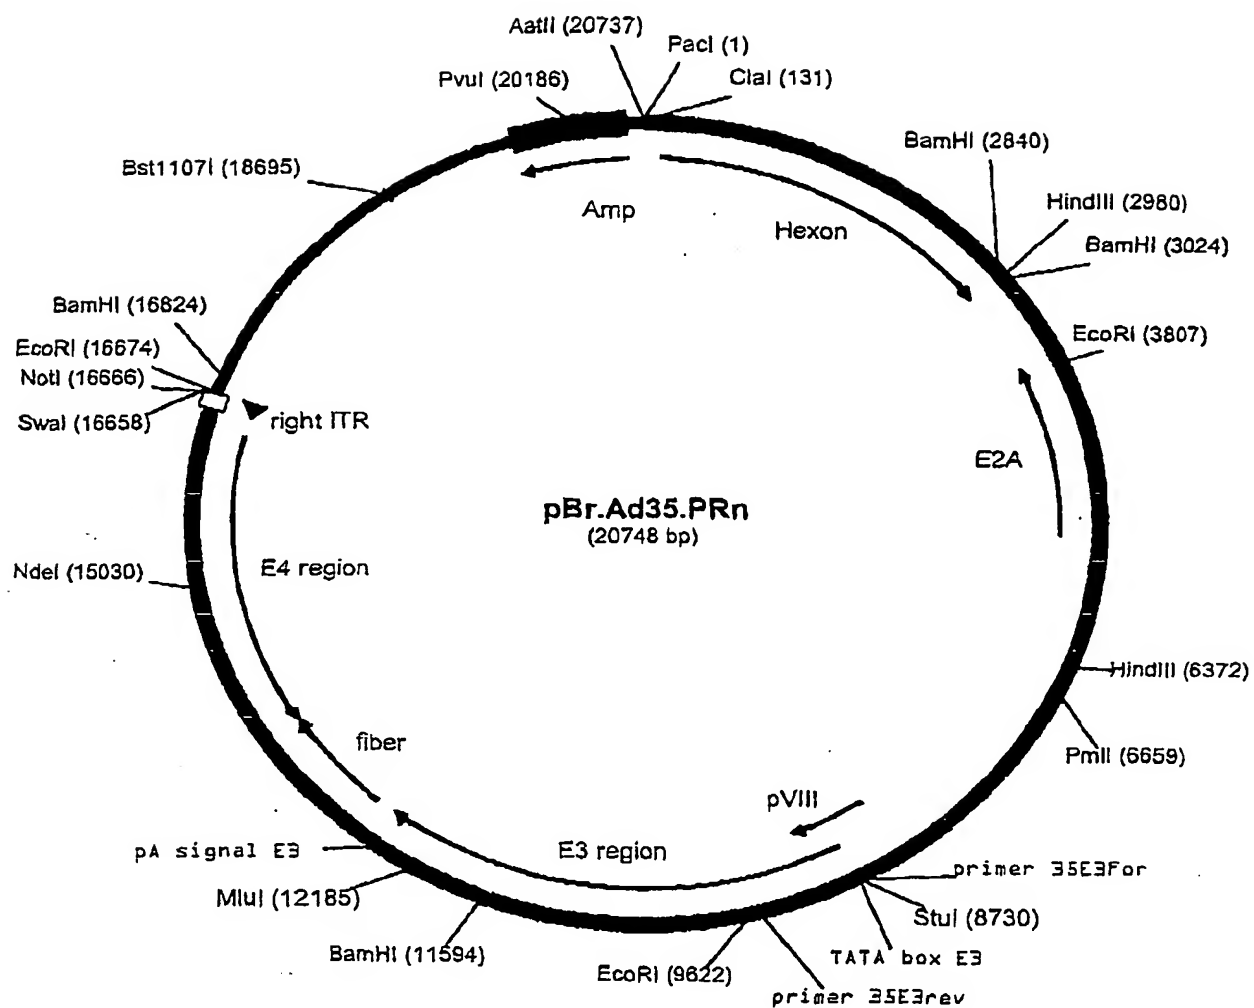 AatII (20737)
PacI (1)
PvuI (20186)
ClaI (131)
BamHI (2840)
Bst1107I (18695)
HindIII (2980)
Amp
Hexon
BamHI (3024)
BamHI (16824)
EcoRI (16674)
NotI (16666)
SwaI (16658)
right ITR
EcoRI (3807)
E2A
pBr.Ad35.PRn
(20748 bp)
NdeI (15030)
E4 region
HindIII (6372)
fiber
PmlI (6659)
pVIII
pA signal E3
E3 region
primer 35E3For
MluI (12185)
StuI (8730)
BamHI (11594)
TATA box E3
EcoRI (9622)
primer 35E3rev